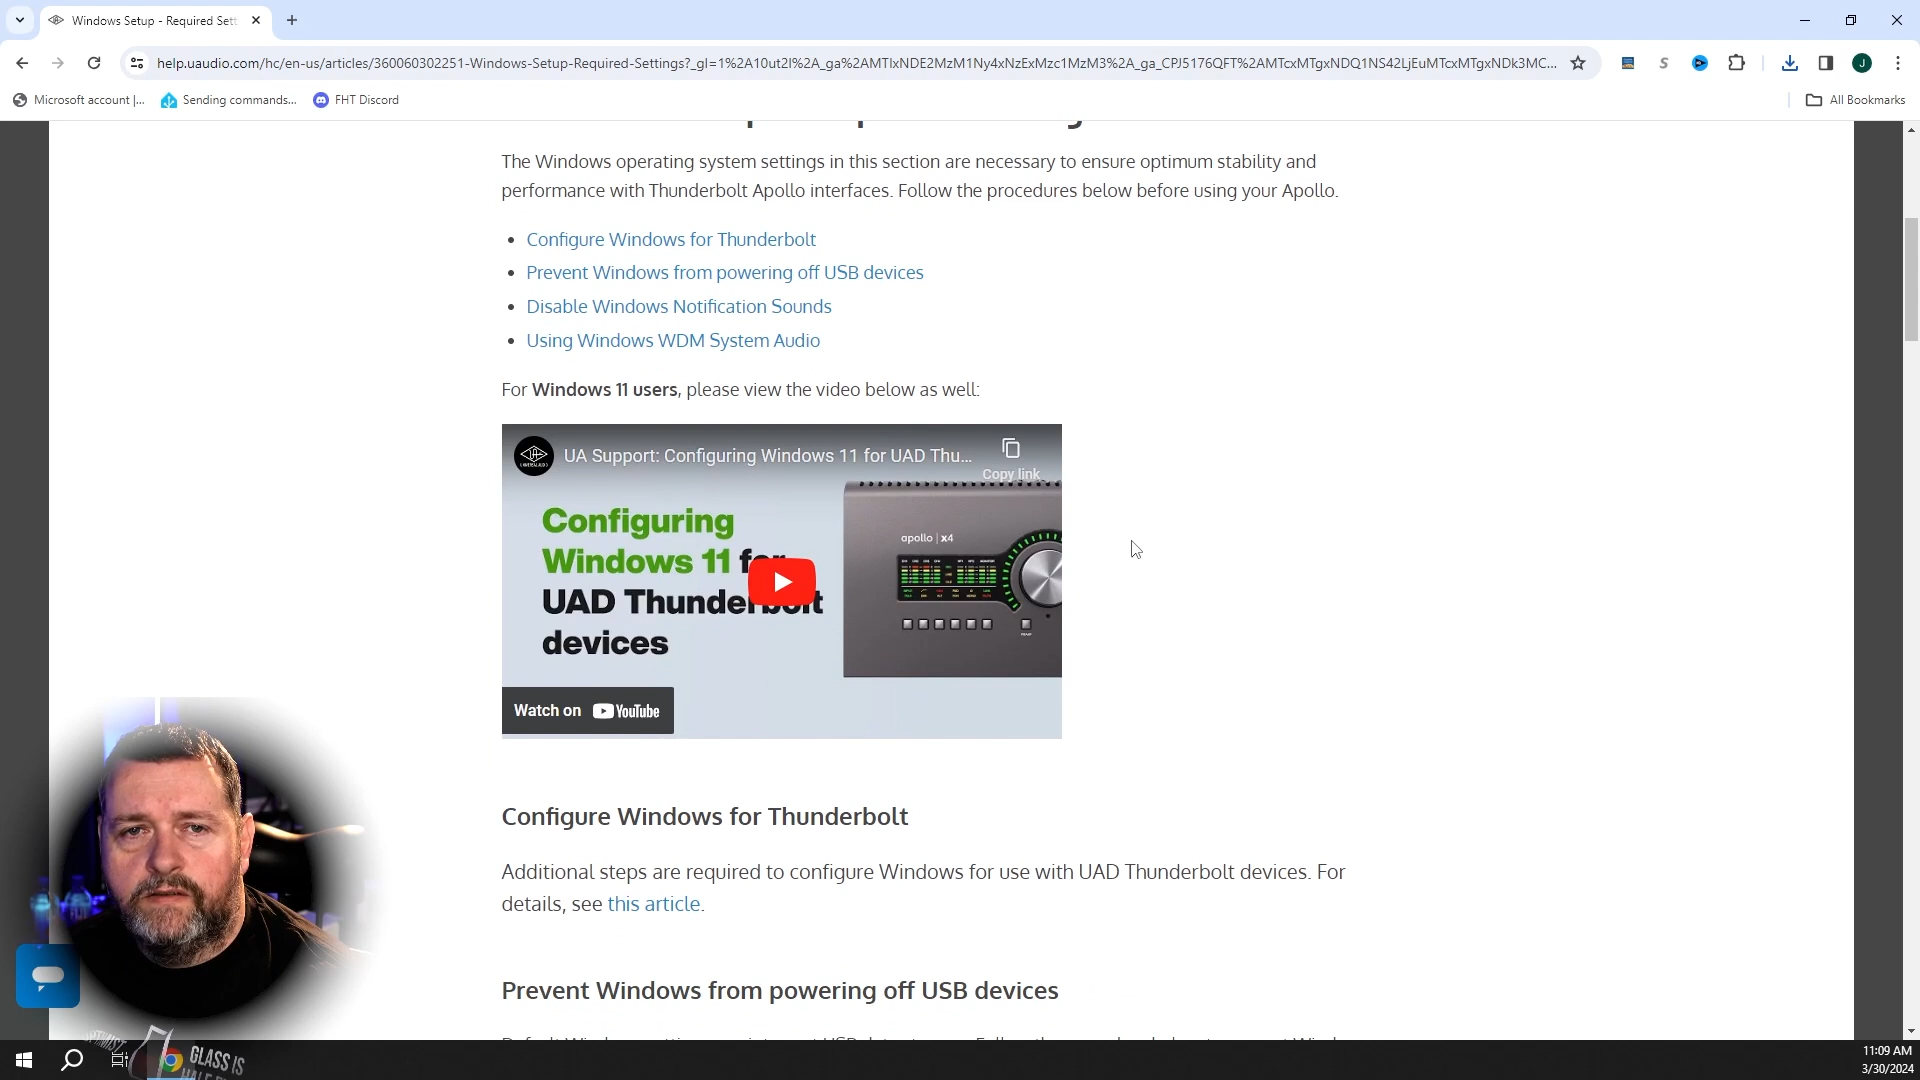 Windows Setup - Required Sett
help.uaudio.com/hc/en-us/articles/360060302251-Windows-Setup-Required-Settings?_gl=1%2A10ut2l%2A_ga%2AMTIxNDE2MzM1Ny4xNzExMzc1MzM3%2A_ga_CPJ5176QFT%2AMTcxMTgxNDQ1NS42LjEuMTcxMTgxNDk3MC...
Microsoft account |...
Sending commands...
FHT Discord
All Bookmarks
The Windows operating system settings in this section are necessary to ensure optimum stability and
performance with Thunderbolt Apollo interfaces. Follow the procedures below before using your Apollo.
• Configure Windows for Thunderbolt
• Prevent Windows from powering off USB devices
• Disable Windows Notification Sounds
• Using Windows WDM System Audio
For Windows 11 users, please view the video below as well:
UA Support: Configuring Windows 11 for UAD Thu...
Copy link
Configuring
Windows 11 for
UAD Thunderbolt
devices
apollo | x4
Watch on YouTube
Configure Windows for Thunderbolt
Additional steps are required to configure Windows for use with UAD Thunderbolt devices. For
details, see this article.
Prevent Windows from powering off USB devices
OPTIMIST
GLASS IS
11:09 AM
3/30/2024